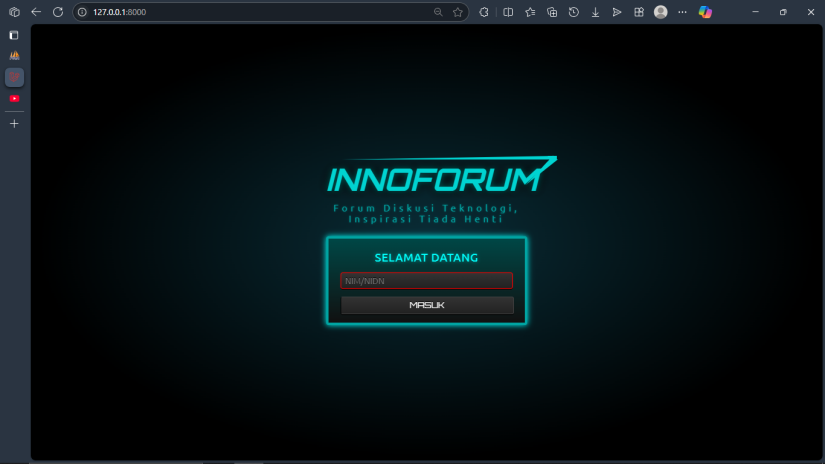 127.0.0.1:8000
INNOFORUM
Forum Diskusi Teknologi,
Inspirasi Tiada Henti
SELAMAT DATANG
NIM/NIDN
MASUK